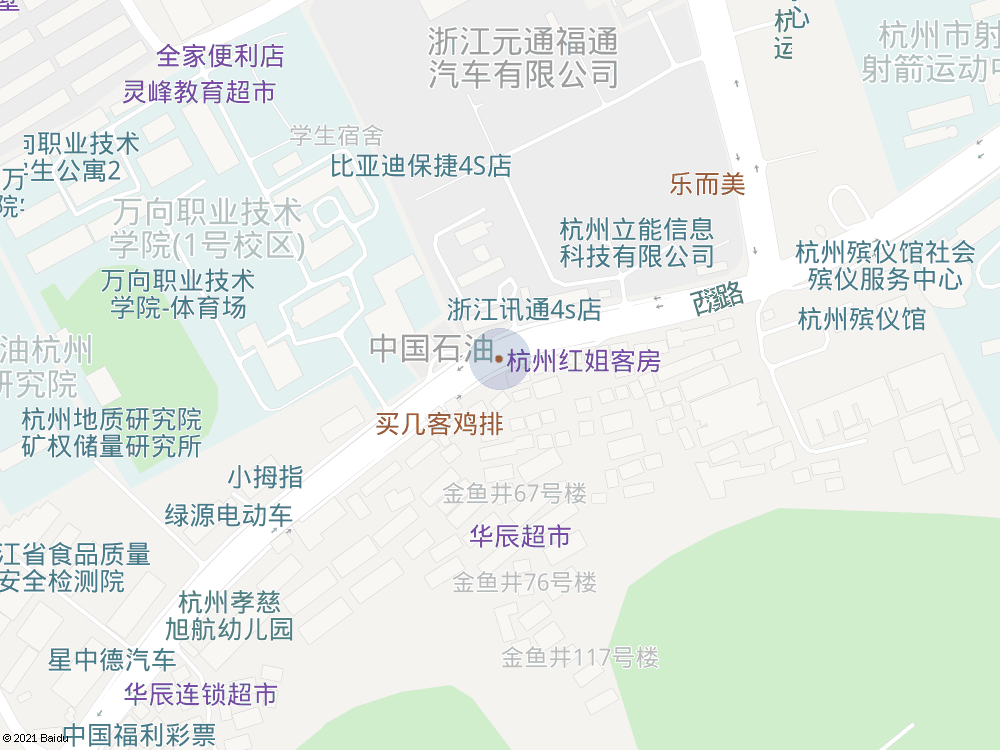 全家便利店
灵峰教育超市
浙江元通福通
汽车有限公司
杭州市射
射箭运动中
心
杭
运
向职业技术
学生公寓2
万
院
学生宿舍
比亚迪保捷4S店
乐而美
万向职业技术
学院(1号校区)
杭州立能信息
科技有限公司
杭州殡仪馆社会
殡仪服务中心
万向职业技术
学院-体育场
浙江讯通4s店
西溪路
杭州殡仪馆
油杭州
研究院
中国石油
杭州红姐客房
杭州地质研究院
矿权储量研究所
买几客鸡排
小拇指
金鱼井67号楼
绿源电动车
华辰超市
江省食品质量
安全检测院
金鱼井76号楼
杭州孝慈
旭航幼儿园
星中德汽车
金鱼井117号楼
华辰连锁超市
中国福利彩票
© 2021 Baidu